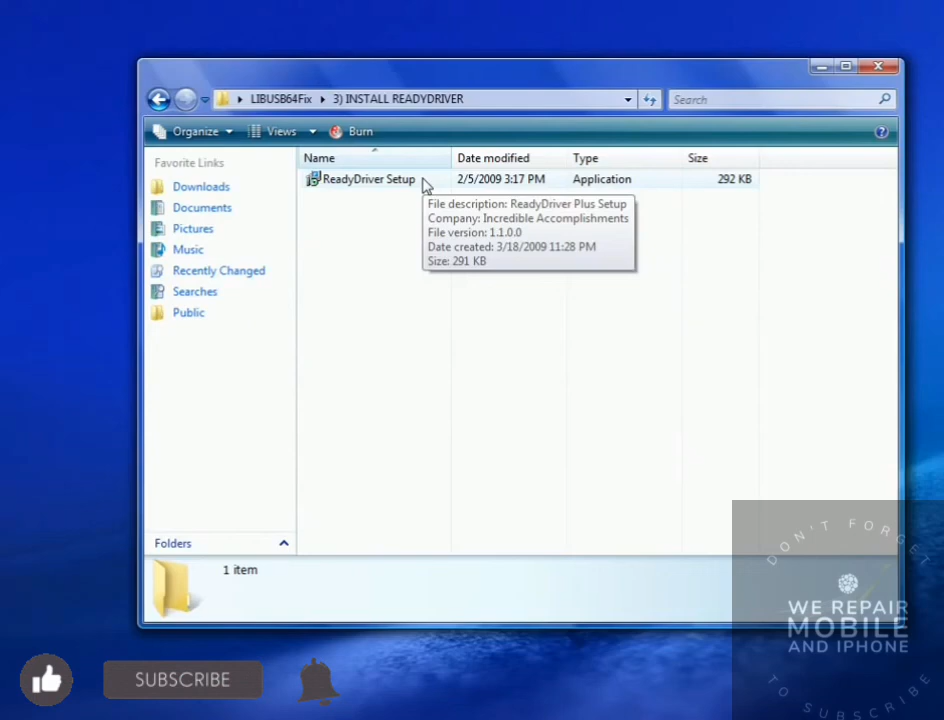 LIBUSB64Fix 3) INSTALL READYDRIVER
Search
Organize Views Burn
Favorite Links
Downloads
Documents
Pictures
Music
Recently Changed
Searches
Public
Folders
Name Date modified Type Size
ReadyDriver Setup 2/5/2009 3:17 PM Application 292 KB
File description: ReadyDriver Plus Setup
Company: Incredible Accomplishments
File version: 1.1.0.0
Date created: 3/18/2009 11:28 PM
Size: 291 KB
1 item
DON'T FORGET
WE REPAIR
MOBILE
AND IPHONE
TO SUBSCRIBE
SUBSCRIBE